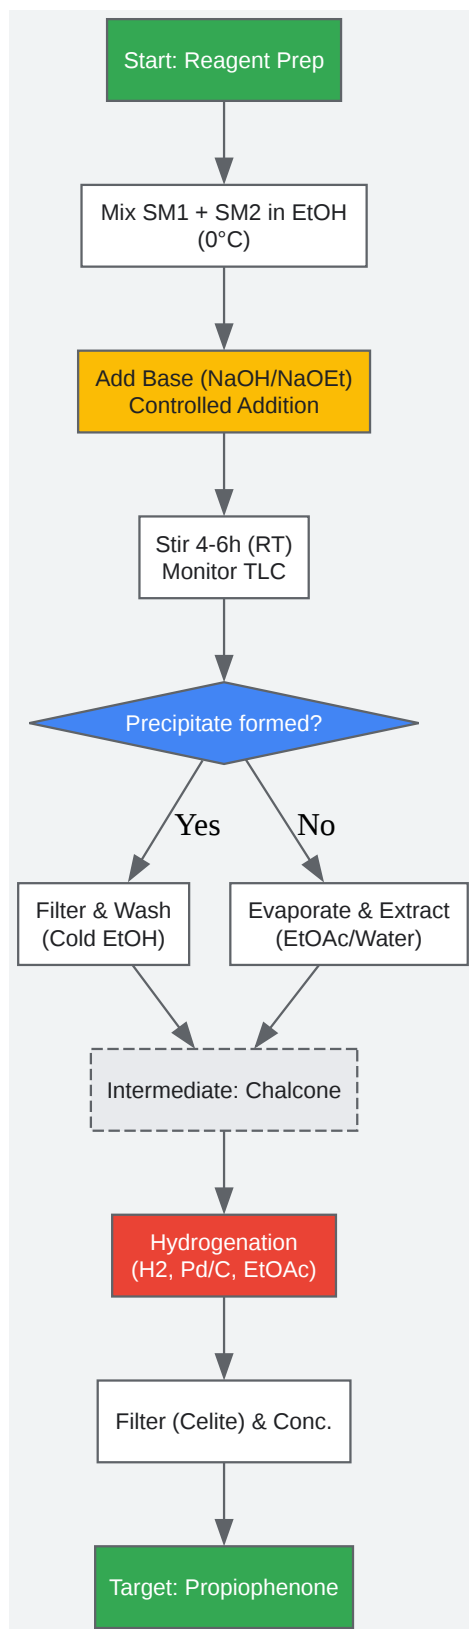 Start: Reagent Prep
Mix SM1 + SM2 in EtOH
(0°C)
Add Base (NaOH/NaOEt)
Controlled Addition
Stir 4-6h (RT)
Monitor TLC
Precipitate formed?
Yes
No
Filter & Wash
(Cold EtOH)
Evaporate & Extract
(EtOAc/Water)
Intermediate: Chalcone
Hydrogenation
(H2, Pd/C, EtOAc)
Filter (Celite) & Conc.
Target: Propiophenone